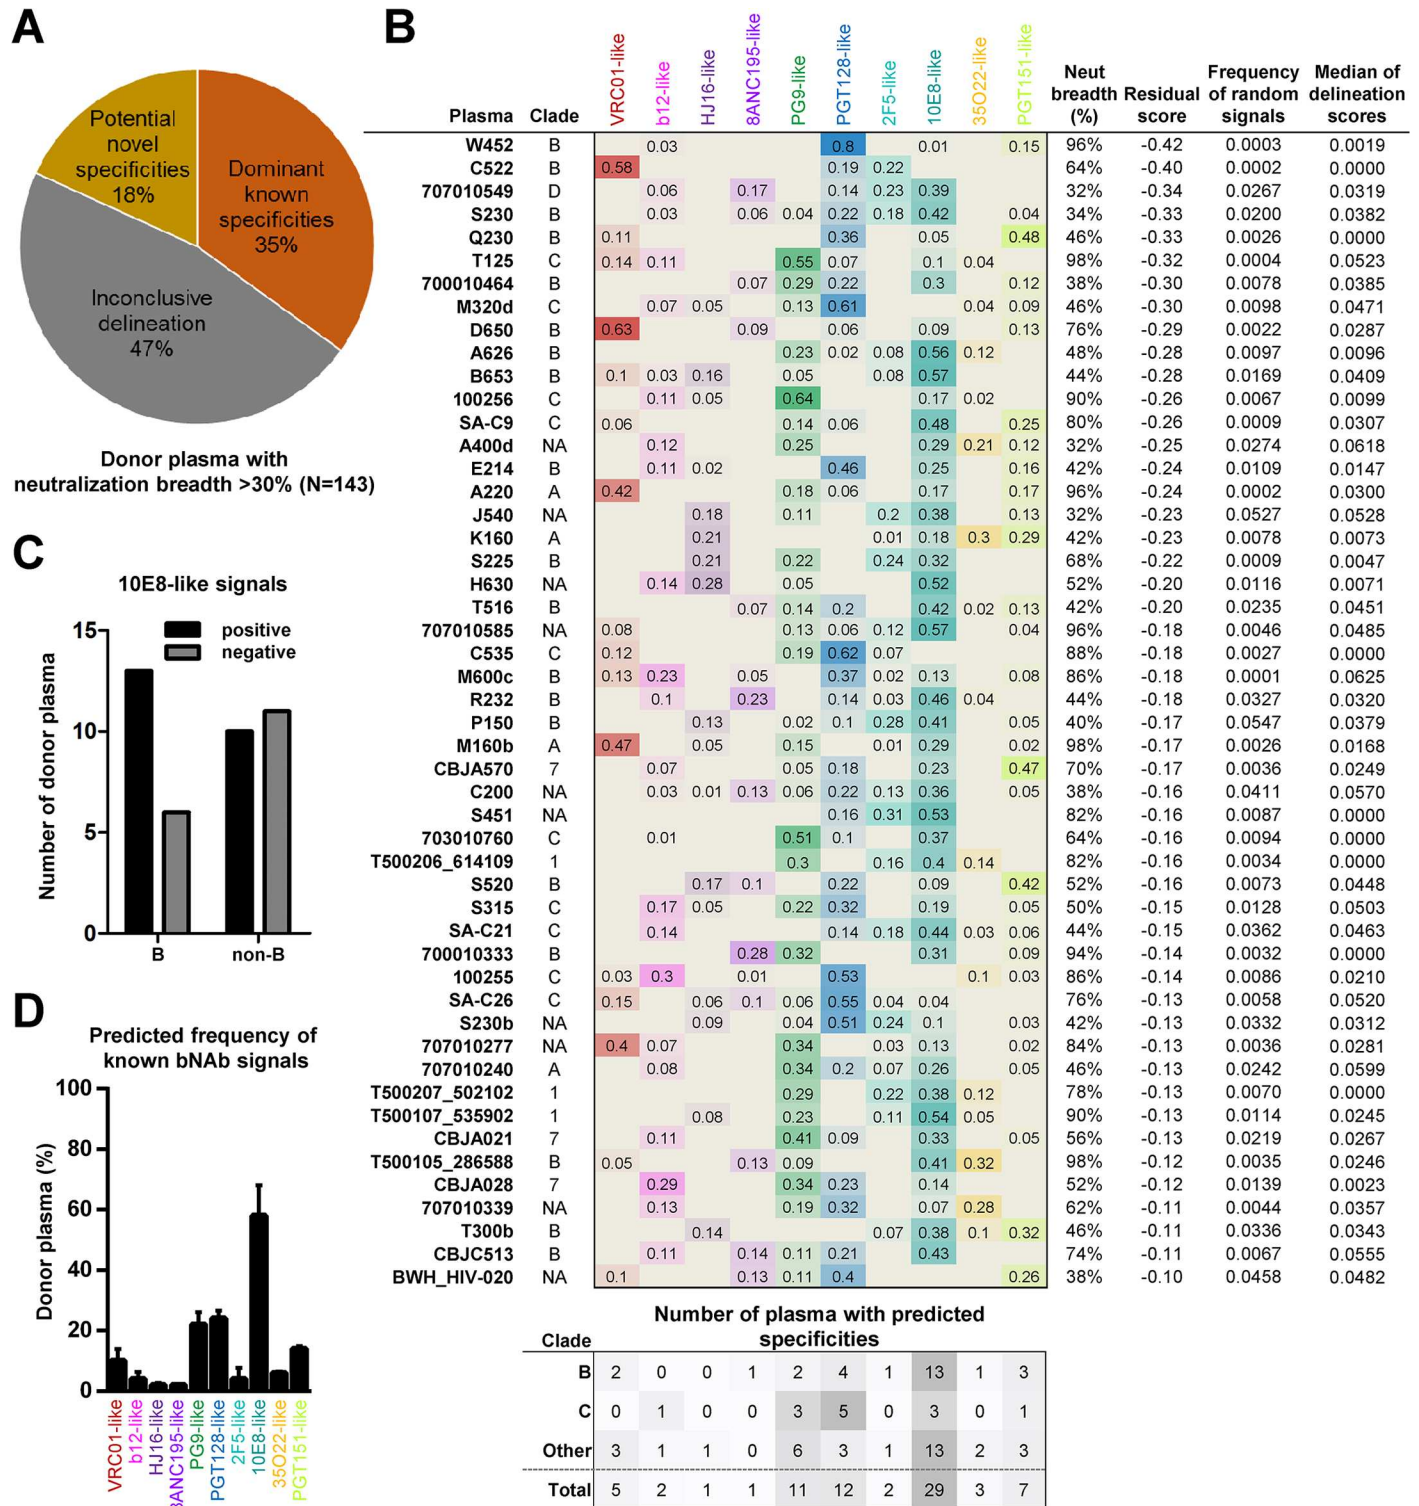 A
Potential
novel
specificities
18%
Dominant
known
specificities
35%
Inconclusive
delineation
47%
Donor plasma with
neutralization breadth >30% (N=143)
B
Plasma Clade VRC01-like b12-like HJ16-like 8ANC195-like PG9-like PGT128-like 2F5-like 10E8-like 35O22-like PGT151-like Neut breadth (%) Residual score Frequency of random signals Median of delineation scores
W452 B 0.03 0.8 0.01 0.15 96% -0.42 0.0003 0.0019
C522 B 0.58 0.19 0.22 64% -0.40 0.0002 0.0000
707010549 D 0.06 0.17 0.14 0.23 0.39 32% -0.34 0.0267 0.0319
S230 B 0.03 0.06 0.04 0.22 0.18 0.42 0.04 34% -0.33 0.0200 0.0382
Q230 B 0.11 0.36 0.05 0.48 46% -0.33 0.0026 0.0000
T125 C 0.14 0.11 0.55 0.07 0.1 0.04 98% -0.32 0.0004 0.0523
700010464 B 0.07 0.29 0.22 0.3 0.12 38% -0.30 0.0078 0.0385
M320d C 0.07 0.05 0.13 0.61 0.04 0.09 46% -0.30 0.0098 0.0471
D650 B 0.63 0.09 0.06 0.09 0.13 76% -0.29 0.0022 0.0287
A626 B 0.23 0.02 0.08 0.56 0.12 48% -0.28 0.0097 0.0096
B653 B 0.1 0.03 0.16 0.05 0.08 0.57 44% -0.28 0.0169 0.0409
100256 C 0.11 0.05 0.64 0.17 0.02 90% -0.26 0.0067 0.0099
SA-C9 C 0.06 0.14 0.06 0.48 0.25 80% -0.26 0.0009 0.0307
A400d NA 0.12 0.25 0.29 0.21 0.12 32% -0.25 0.0274 0.0618
E214 B 0.11 0.02 0.46 0.25 0.16 42% -0.24 0.0109 0.0147
A220 A 0.42 0.18 0.06 0.17 0.17 96% -0.24 0.0002 0.0300
J540 NA 0.18 0.11 0.2 0.38 0.13 32% -0.23 0.0527 0.0528
K160 A 0.21 0.01 0.18 0.3 0.29 42% -0.23 0.0078 0.0073
S225 B 0.21 0.22 0.24 0.32 68% -0.22 0.0009 0.0047
H630 NA 0.14 0.28 0.05 0.52 52% -0.20 0.0116 0.0071
T516 B 0.07 0.14 0.2 0.42 0.02 0.13 42% -0.20 0.0235 0.0451
707010585 NA 0.08 0.13 0.06 0.12 0.57 0.04 96% -0.18 0.0046 0.0485
C535 C 0.12 0.19 0.62 0.07 88% -0.18 0.0027 0.0000
M600c B 0.13 0.23 0.05 0.37 0.02 0.13 0.08 86% -0.18 0.0001 0.0625
R232 B 0.1 0.23 0.14 0.03 0.46 0.04 44% -0.18 0.0327 0.0320
P150 B 0.13 0.02 0.1 0.28 0.41 0.05 40% -0.17 0.0547 0.0379
M160b A 0.47 0.05 0.15 0.01 0.29 0.02 98% -0.17 0.0026 0.0168
CBJA570 7 0.07 0.05 0.18 0.23 0.47 70% -0.17 0.0036 0.0249
C200 NA 0.03 0.01 0.13 0.06 0.22 0.13 0.36 0.05 38% -0.16 0.0411 0.0570
S451 NA 0.16 0.31 0.53 82% -0.16 0.0087 0.0000
703010760 C 0.01 0.51 0.1 0.37 64% -0.16 0.0094 0.0000
T500206_614109 1 0.3 0.16 0.4 0.14 82% -0.16 0.0034 0.0000
S520 B 0.17 0.1 0.22 0.09 0.42 52% -0.16 0.0073 0.0448
S315 C 0.17 0.05 0.22 0.32 0.19 0.05 50% -0.15 0.0128 0.0503
SA-C21 C 0.14 0.14 0.18 0.44 0.03 0.06 44% -0.15 0.0362 0.0463
700010333 B 0.28 0.32 0.31 0.09 94% -0.14 0.0032 0.0000
100255 C 0.03 0.3 0.01 0.53 0.1 0.03 86% -0.14 0.0086 0.0210
SA-C26 C 0.15 0.06 0.1 0.06 0.55 0.04 0.04 76% -0.13 0.0058 0.0520
S230b NA 0.09 0.04 0.51 0.24 0.1 0.03 42% -0.13 0.0332 0.0312
707010277 NA 0.4 0.07 0.34 0.03 0.13 0.02 84% -0.13 0.0036 0.0281
707010240 A 0.08 0.34 0.2 0.07 0.26 0.05 46% -0.13 0.0242 0.0599
T500207_502102 1 0.29 0.22 0.38 0.12 78% -0.13 0.0070 0.0000
T500107_535902 1 0.08 0.23 0.11 0.54 0.05 90% -0.13 0.0114 0.0245
CBJA021 7 0.11 0.41 0.09 0.33 0.05 56% -0.13 0.0219 0.0267
T500105_286588 B 0.05 0.13 0.09 0.41 0.32 98% -0.12 0.0035 0.0246
CBJA028 7 0.29 0.34 0.23 0.14 52% -0.12 0.0139 0.0023
707010339 NA 0.13 0.19 0.32 0.07 0.28 62% -0.11 0.0044 0.0357
T300b B 0.14 0.07 0.38 0.1 0.32 46% -0.11 0.0336 0.0343
CBJC513 B 0.11 0.14 0.11 0.21 0.43 74% -0.11 0.0067 0.0555
BWH_HIV-020 NA 0.1 0.13 0.11 0.4 0.26 38% -0.10 0.0458 0.0482
Number of plasma with predicted
specificities
Clade
B 2 0 0 1 2 4 1 13 1 3
C 0 1 0 0 3 5 0 3 0 1
Other 3 1 1 0 6 3 1 13 2 3
Total 5 2 1 1 11 12 2 29 3 7
C
10E8-like signals
positive
negative
Number of donor plasma
15
10
5
0
B non-B
D
Predicted frequency of
known bNAb signals
Donor plasma (%)
100
80
60
40
20
0
VRC01-like
b12-like
HJ16-like
8ANC195-like
PG9-like
PGT128-like
2F5-like
10E8-like
35O22-like
PGT151-like